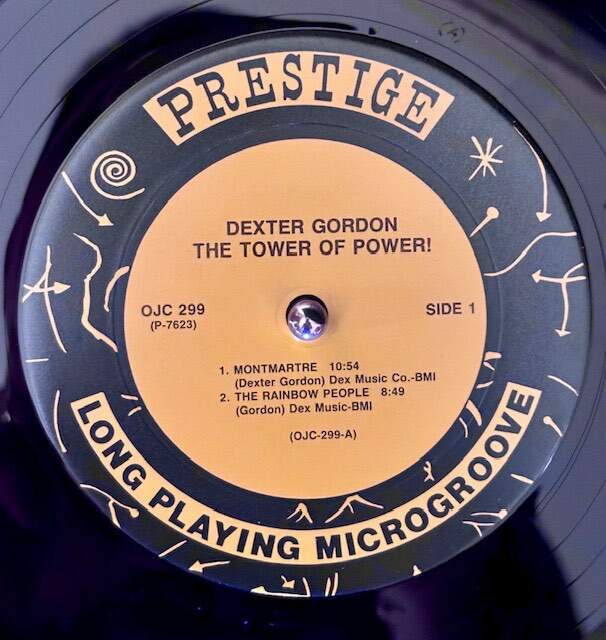 PRESTIGE
DEXTER GORDON
THE TOWER OF POWER!
OJC 299
(P-7623)
SIDE 1
1. MONTMARTRE 10:54
(Dexter Gordon) Dex Music Co.-BMI
2. THE RAINBOW PEOPLE 8:49
(Gordon) Dex Music-BMI
(OJC-299-A)
LONG PLAYING MICROGROOVE